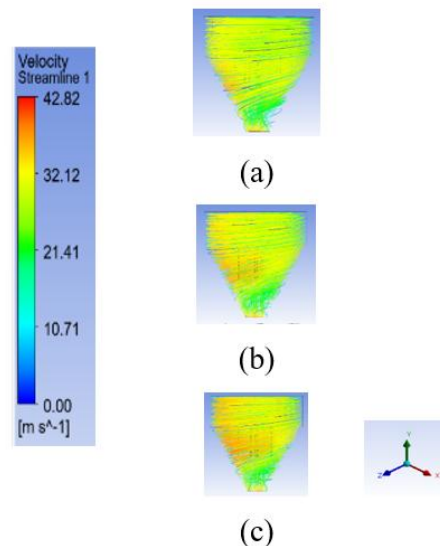 Velocity
Streamline 1
42.82
32.12
21.41
10.71
0.00
[m s^-1]
(a)
(b)
(c)
Y
Z
X